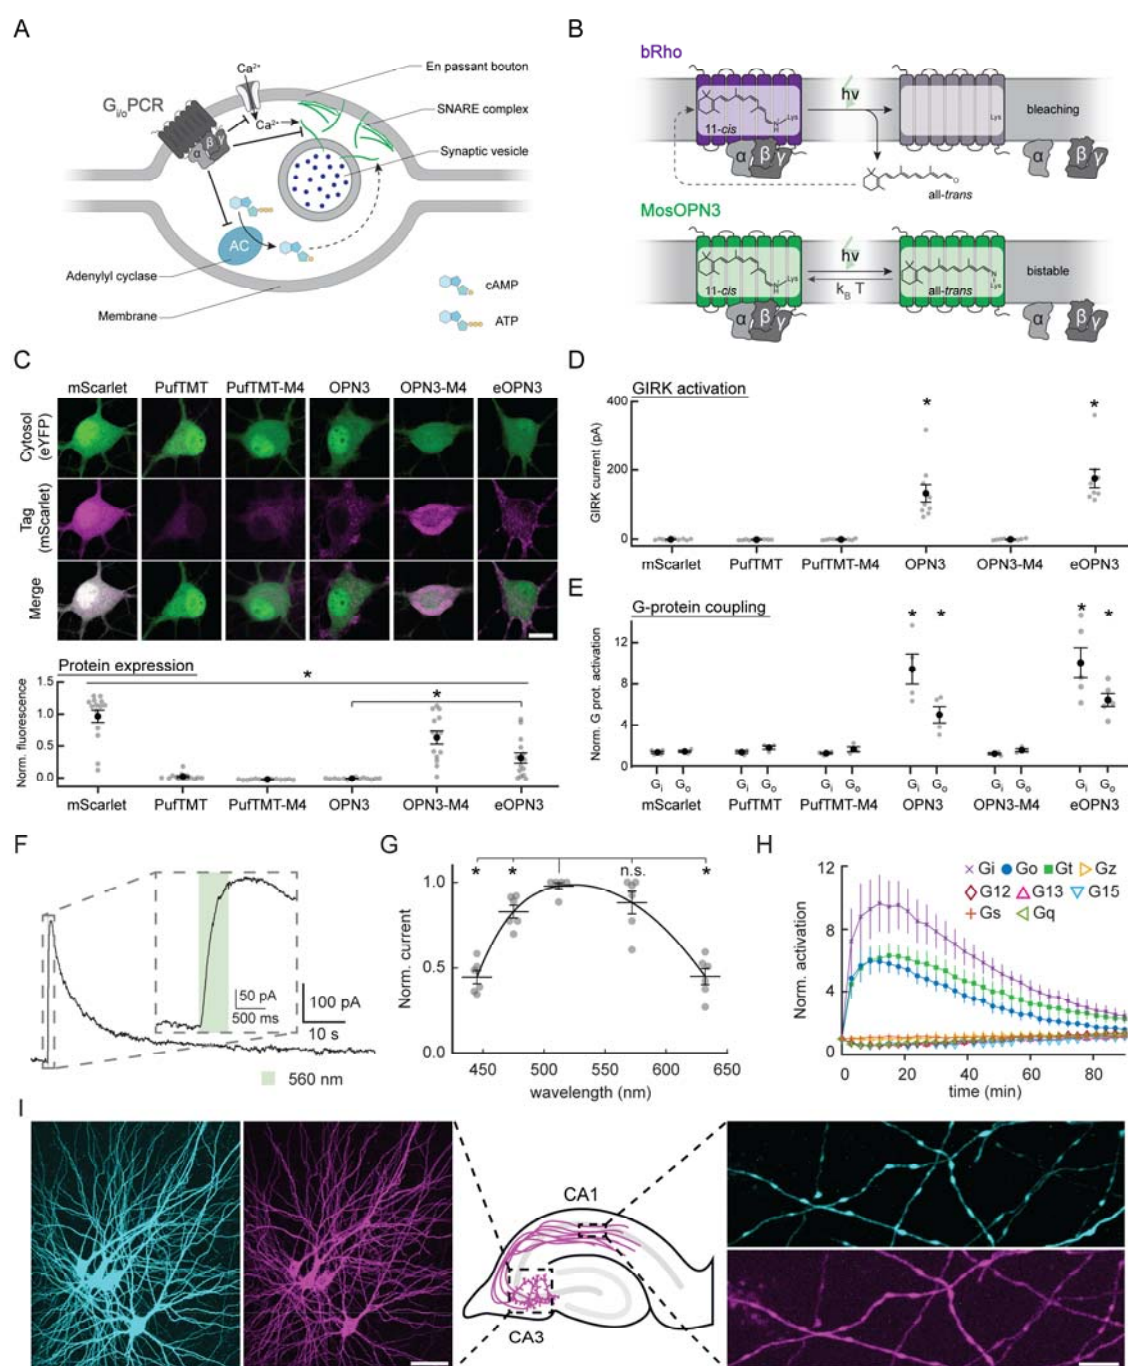 A
Ca²⁺
En passant bouton
Gi/oPCR
Ca²⁺
SNARE complex
α β γ
Synaptic vesicle
AC
Adenylyl cyclase
cAMP
Membrane
ATP
B
bRho
hν
11-cis
Lys
N
H
Lys
bleaching
α β γ
α β γ
O
all-trans
MosOPN3
hν
11-cis
Lys
N
H
kB T
all-trans
N
Lys
bistable
α β γ
α β γ
C
mScarlet PufTMT PufTMT-M4 OPN3 OPN3-M4 eOPN3
Cytosol
(eYFP)
Tag
(mScarlet)
Merge
Protein expression
*
*
Norm. fluorescence
1.5
1.0
0.5
0.0
mScarlet PufTMT PufTMT-M4 OPN3 OPN3-M4 eOPN3
D
GIRK activation
* *
GIRK current (pA)
400
200
0
mScarlet PufTMT PufTMT-M4 OPN3 OPN3-M4 eOPN3
E
G-protein coupling
* * * *
Norm. G prot. activation
12
8
4
0
Gi Go Gi Go Gi Go Gi Go Gi Go Gi Go
mScarlet PufTMT PufTMT-M4 OPN3 OPN3-M4 eOPN3
F
50 pA
500 ms
100 pA
10 s
560 nm
G
* * n.s. *
Norm. current
1.0
0.5
0.0
450 500 550 600 650
wavelength (nm)
H
Norm. activation
12
8
4
0
Gi Go Gt Gz
G12 G13 G15
Gs Gq
0 20 40 60 80
time (min)
I
CA1
CA3